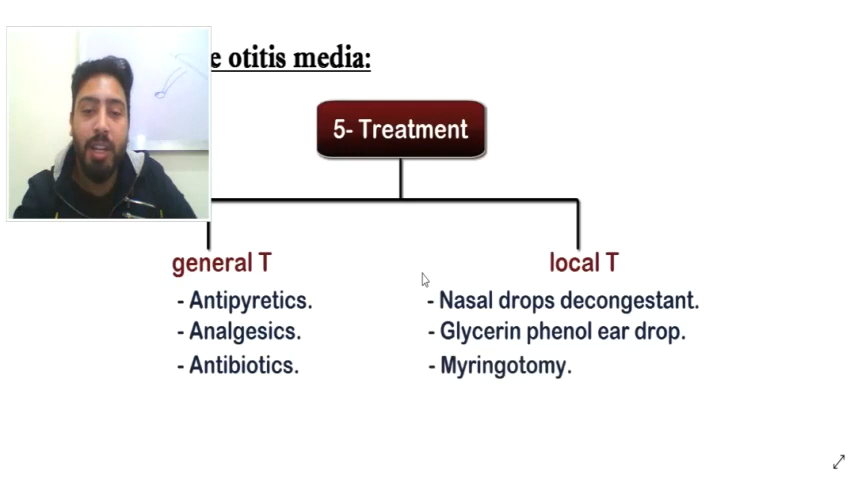 otitis media:
5- Treatment
general T
- Antipyretics.
- Analgesics.
- Antibiotics.
local T
- Nasal drops decongestant.
- Glycerin phenol ear drop.
- Myringotomy.